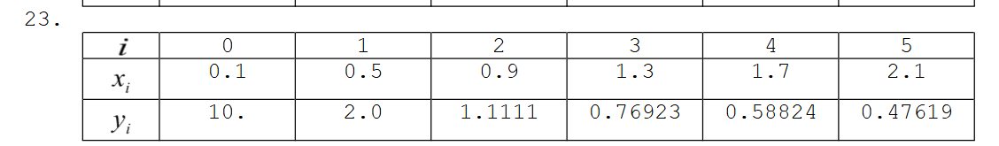 23.
i 0 1 2 3 4 5
xᵢ 0.1 0.5 0.9 1.3 1.7 2.1
yᵢ 10. 2.0 1.1111 0.76923 0.58824 0.47619